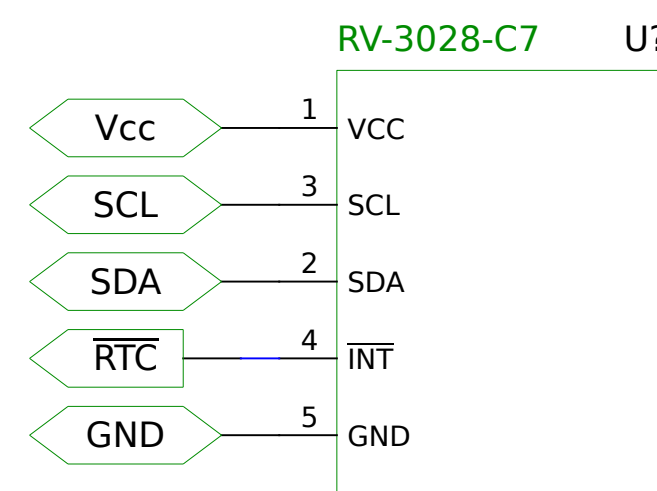 RV-3028-C7 U?
Vcc 1 VCC
SCL 3 SCL
SDA 2 SDA
RTC 4 INT
GND 5 GND